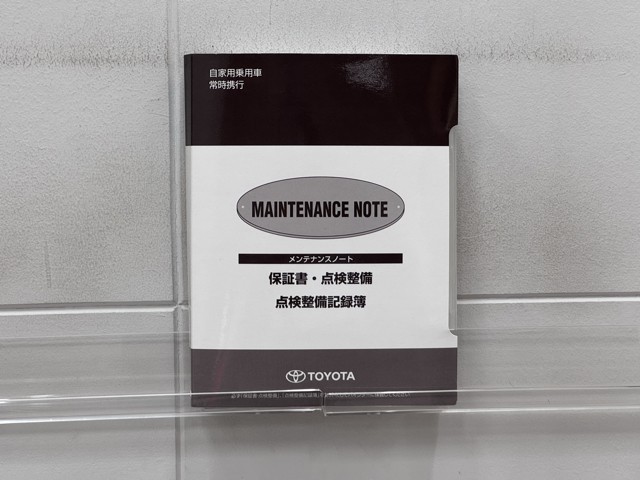 自家用乗用車
常時携行
MAINTENANCE NOTE
メンテナンスノート
保証書・点検整備
点検整備記録簿
TOYOTA